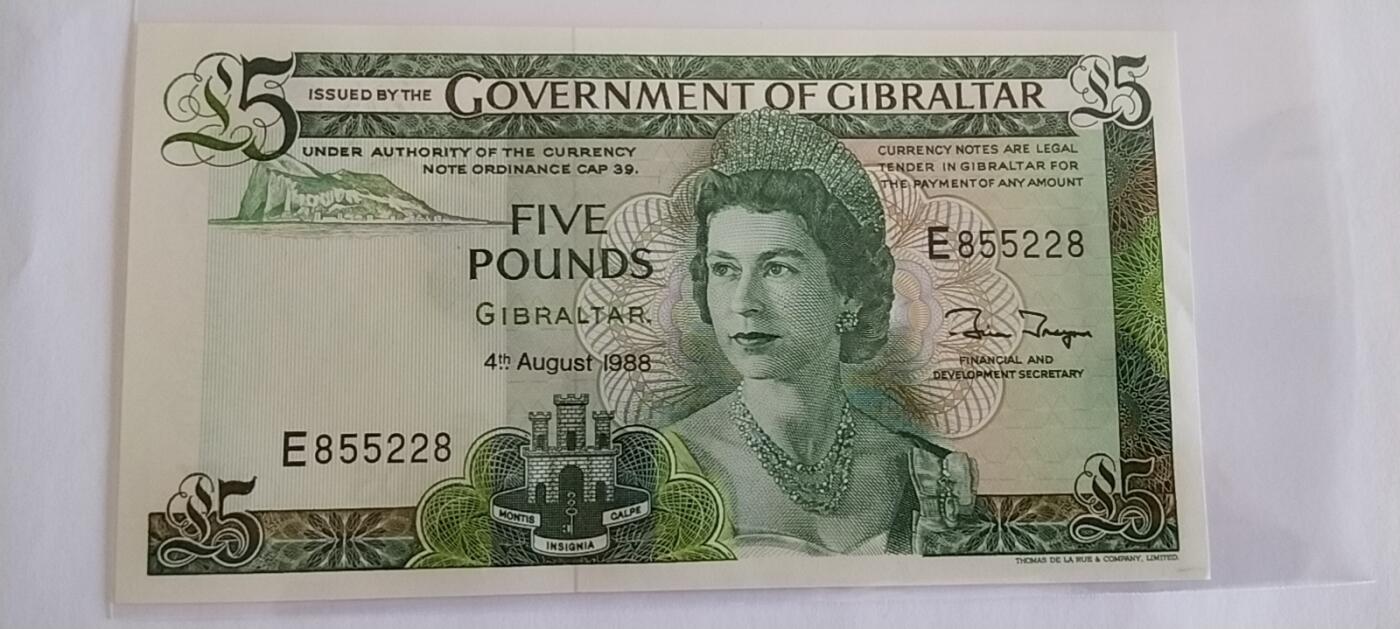 £5 ISSUED BY THE GOVERNMENT OF GIBRALTAR £5
UNDER AUTHORITY OF THE CURRENCY
NOTE ORDINANCE CAP 39.
CURRENCY NOTES ARE LEGAL
TENDER IN GIBRALTAR FOR
THE PAYMENT OF ANY AMOUNT
FIVE
POUNDS
GIBRALTAR.
4th August 1988
E855228
FINANCIAL AND
DEVELOPMENT SECRETARY
E855228
MONTIS CALPE
INSIGNIA
£5 £5
THOMAS DE LA RUE & COMPANY, LIMITED.